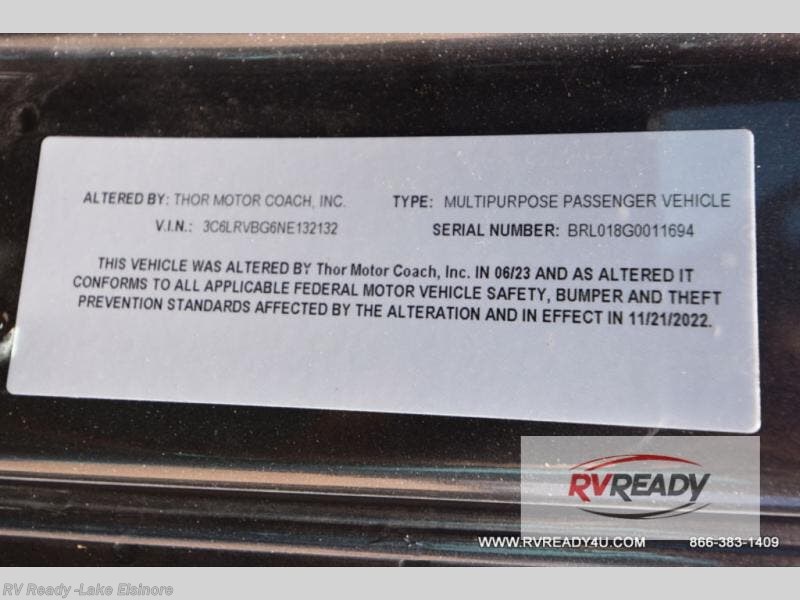 ALTERED BY: THOR MOTOR COACH, INC. TYPE: MULTIPURPOSE PASSENGER VEHICLE
V.I.N.: 3C6LRVBG6NE132132 SERIAL NUMBER: BRL018G0011694
THIS VEHICLE WAS ALTERED BY Thor Motor Coach, Inc. IN 06/23 AND AS ALTERED IT
CONFORMS TO ALL APPLICABLE FEDERAL MOTOR VEHICLE SAFETY, BUMPER AND THEFT
PREVENTION STANDARDS AFFECTED BY THE ALTERATION AND IN EFFECT IN 11/21/2022.
RVREADY
WWW.RVREADY4U.COM 866-383-1409
RV Ready -Lake Elsinore